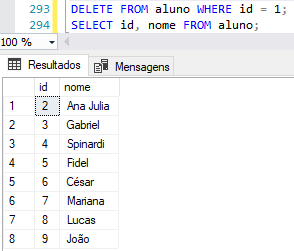 293 DELETE FROM aluno WHERE id = 1;
294 SELECT id, nome FROM aluno;
100 %
Resultados Mensagens
id nome
1 2 Ana Julia
2 3 Gabriel
3 4 Spinardi
4 5 Fidel
5 6 César
6 7 Mariana
7 8 Lucas
8 9 João